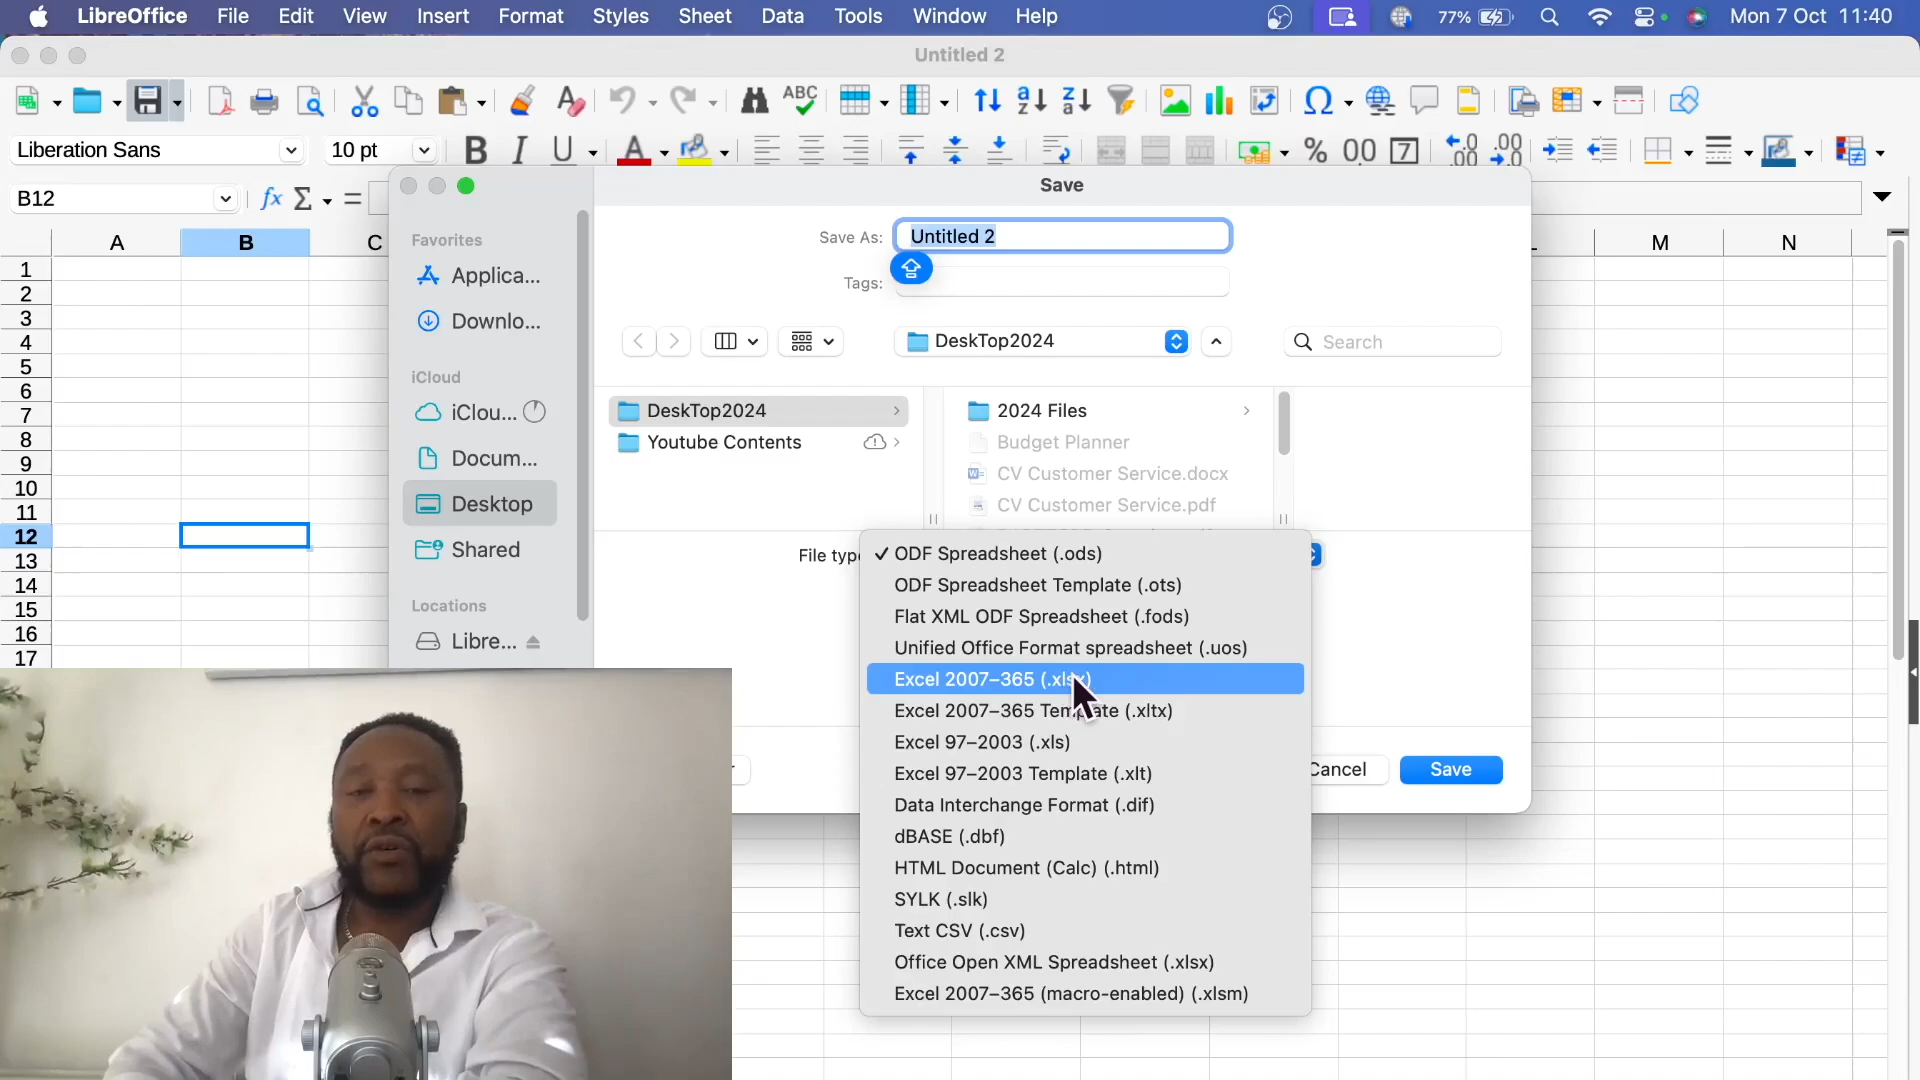 LibreOffice File Edit View Insert Format Styles Sheet Data Tools Window Help 77% Mon 7 Oct 11:40
Untitled 2
ABC
Liberation Sans 10 pt B I U A % 00 7 .00 .00
B12 fx Σ =
Save
A B C M N
Save As: Untitled 2
Tags:
Favorites
Applica...
Downlo...
iCloud
iClou...
Docum...
Desktop
Shared
Locations
Libre...
DeskTop2024 Search
DeskTop2024
Youtube Contents
2024 Files
Budget Planner
CV Customer Service.docx
CV Customer Service.pdf
File type
✓ ODF Spreadsheet (.ods)
ODF Spreadsheet Template (.ots)
Flat XML ODF Spreadsheet (.fods)
Unified Office Format spreadsheet (.uos)
Excel 2007–365 (.xlsx)
Excel 2007–365 Template (.xltx)
Excel 97–2003 (.xls)
Excel 97–2003 Template (.xlt)
Data Interchange Format (.dif)
dBASE (.dbf)
HTML Document (Calc) (.html)
SYLK (.slk)
Text CSV (.csv)
Office Open XML Spreadsheet (.xlsx)
Excel 2007–365 (macro-enabled) (.xlsm)
Cancel Save
1
2
3
4
5
6
7
8
9
10
11
12
13
14
15
16
17